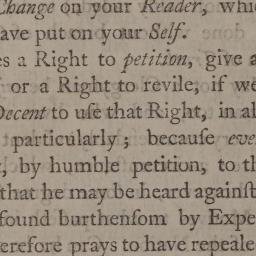 Change on your Reader, whi
ave put on your Self.
es a Right to petition, give a
or a Right to revile, if we
Decent to uſe that Right, in al
particularly; becauſe eve
, by humble petition, to th
that he may be heard againſt
found burthenſom by Expe
erefore prays to have repeale